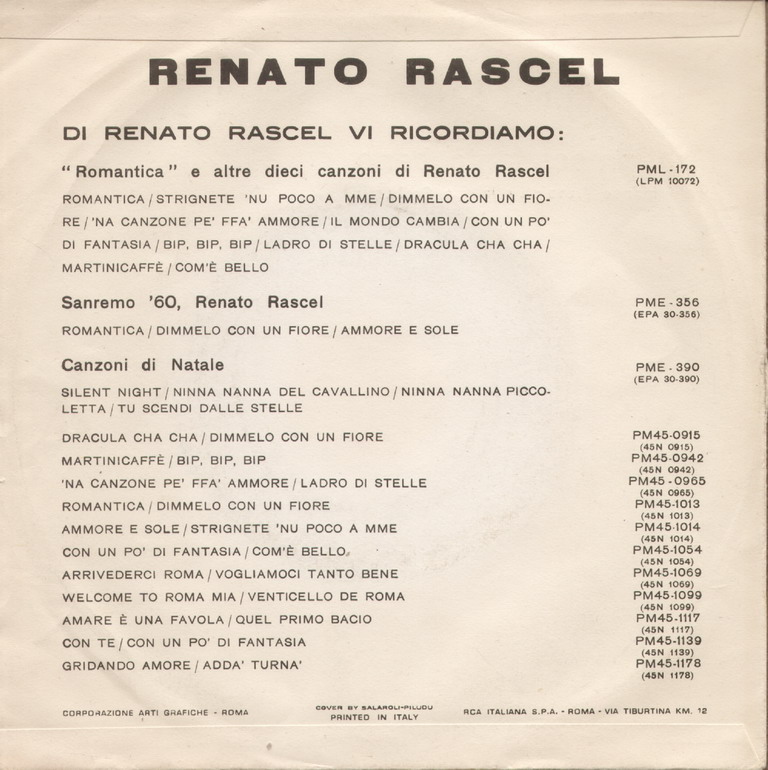 RENATO RASCEL
DI RENATO RASCEL VI RICORDIAMO:
"Romantica" e altre dieci canzoni di Renato Rascel PML-172
(LPM 10072)
ROMANTICA/STRIGNETE 'NU POCO A MME/DIMMELO CON UN FIO-
RE/'NA CANZONE PE' FFA' AMMORE/IL MONDO CAMBIA/CON UN PO'
DI FANTASIA/BIP, BIP, BIP/LADRO DI STELLE/DRACULA CHA CHA/
MARTINICAFFÈ/COM'È BELLO
Sanremo '60, Renato Rascel PME-356
(EPA 30-356)
ROMANTICA/DIMMELO CON UN FIORE/AMMORE E SOLE
Canzoni di Natale PME-390
(EPA 30-390)
SILENT NIGHT/NINNA NANNA DEL CAVALLINO/NINNA NANNA PICCO-
LETTA/TU SCENDI DALLE STELLE
DRACULA CHA CHA/DIMMELO CON UN FIORE PM45-0915
(45N 0915)
MARTINICAFFÈ/BIP, BIP, BIP PM45-0942
(45N 0942)
'NA CANZONE PE' FFA' AMMORE/LADRO DI STELLE PM45-0965
(45N 0965)
ROMANTICA/DIMMELO CON UN FIORE PM45-1013
(45N 1013)
AMMORE E SOLE/STRIGNETE 'NU POCO A MME PM45-1014
(45N 1014)
CON UN PO' DI FANTASIA/COM'È BELLO PM45-1054
(45N 1054)
ARRIVEDERCI ROMA/VOGLIAMOCI TANTO BENE PM45-1069
(45N 1069)
WELCOME TO ROMA MIA/VENTICELLO DE ROMA PM45-1099
(45N 1099)
AMARE È UNA FAVOLA/QUEL PRIMO BACIO PM45-1117
(45N 1117)
CON TE/CON UN PO' DI FANTASIA PM45-1139
(45N 1139)
GRIDANDO AMORE/ADDA' TURNA' PM45-1178
(45N 1178)
CORPORAZIONE ARTI GRAFICHE - ROMA
COVER BY SALAROLI-PILUDU
PRINTED IN ITALY
RCA ITALIANA S.P.A. - ROMA - VIA TIBURTINA KM. 12